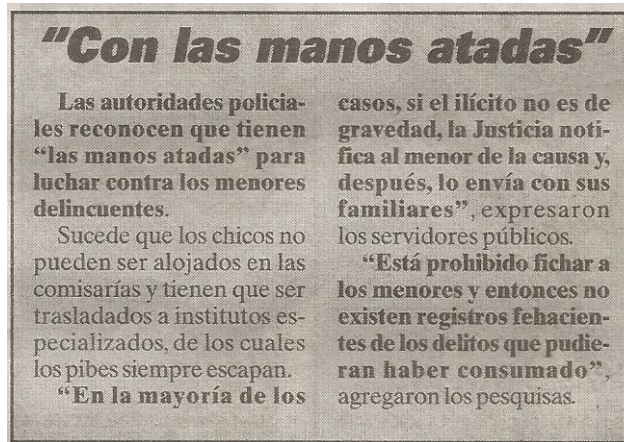 "Con las manos atadas"
Las autoridades policia-
les reconocen que tienen
"las manos atadas" para
luchar contra los menores
delincuentes.
Sucede que los chicos no
pueden ser alojados en las
comisarías y tienen que ser
trasladados a institutos es-
pecializados, de los cuales
los pibes siempre escapan.
"En la mayoría de los
casos, si el ilícito no es de
gravedad, la Justicia noti-
fica al menor de la causa y,
después, lo envía con sus
familiares", expresaron
los servidores públicos.
"Está prohibido fichar a
los menores y entonces no
existen registros fehacien-
tes de los delitos que pudie-
ran haber consumado",
agregaron los pesquisas.